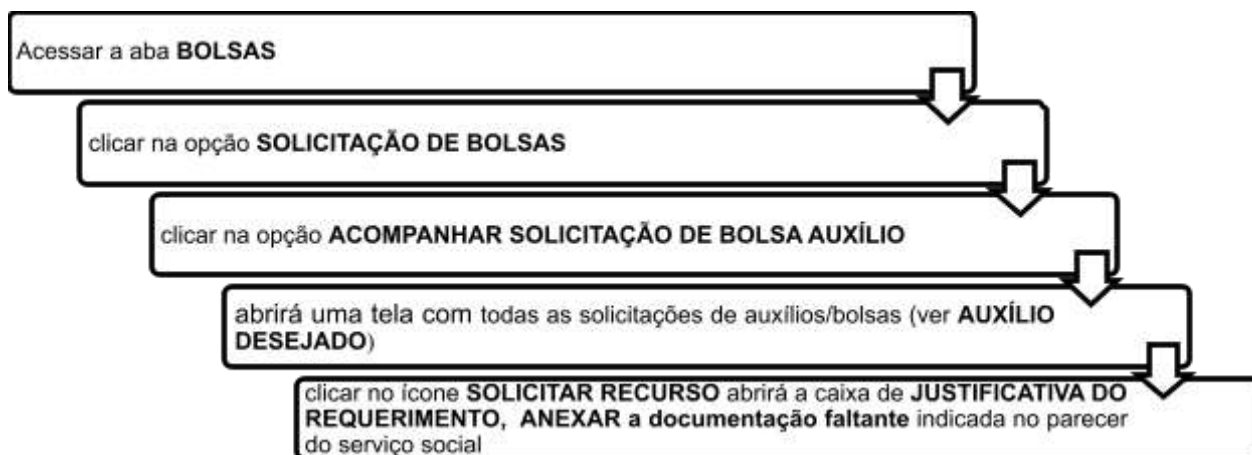 Acessar a aba BOLSAS
clicar na opção SOLICITAÇÃO DE BOLSAS
clicar na opção ACOMPANHAR SOLICITAÇÃO DE BOLSA AUXÍLIO
abrirá uma tela com todas as solicitações de auxílios/bolsas (ver AUXÍLIO
DESEJADO)
clicar no ícone SOLICITAR RECURSO abrirá a caixa de JUSTIFICATIVA DO
REQUERIMENTO, ANEXAR a documentação faltante indicada no parecer
do serviço social